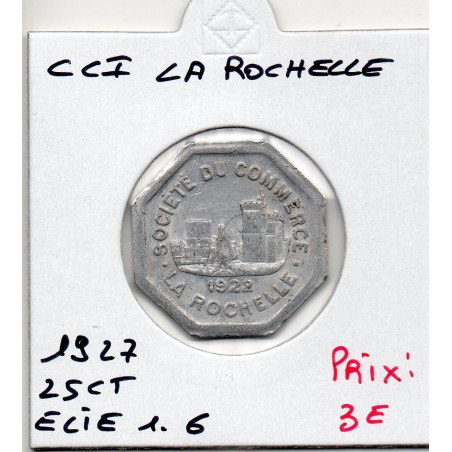 CCI LA ROCHELLE
SOCIÉTÉ DU COMMERCE
1922
LA ROCHELLE
1927
25CT
ELIE 1.6
PRIX:
3E